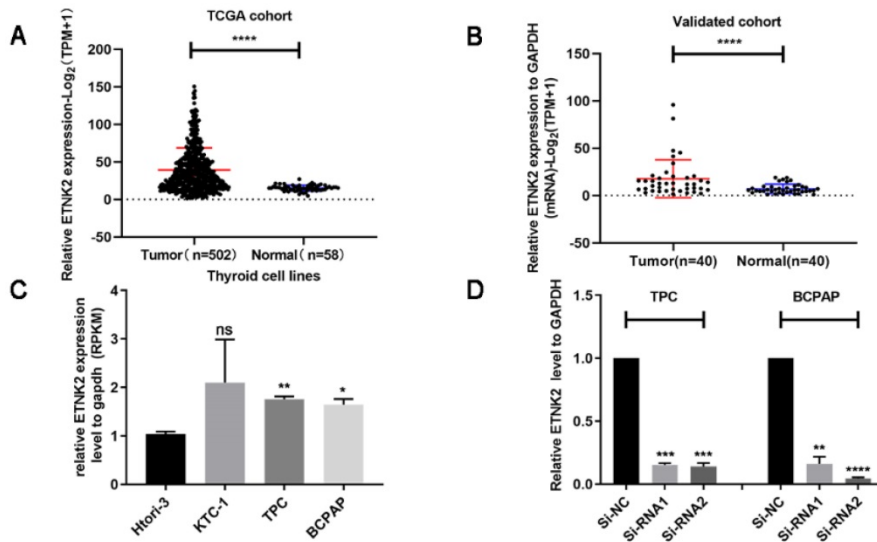 A
TCGA cohort
Relative ETNK2 expression-Log2(TPM+1)
****
200
150
100
50
0
-50
Tumor( n=502)
Normal( n=58)
B
Validated cohort
Relative ETNK2 expression to GAPDH
(mRNA)-Log2(TPM+1)
****
150
100
50
0
-50
Tumor(n=40)
Normal(n=40)
C
Thyroid cell lines
relative ETNK2 expression
level to gapdh (RPKM)
4
3
2
1
0
ns
**
*
Htori-3
KTC-1
TPC
BCPAP
D
Relative ETNK2 level to GAPDH
1.5
1.0
0.5
0.0
TPC
BCPAP
***
***
**
****
Si-NC
Si-RNA1
Si-RNA2
Si-NC
Si-RNA1
Si-RNA2